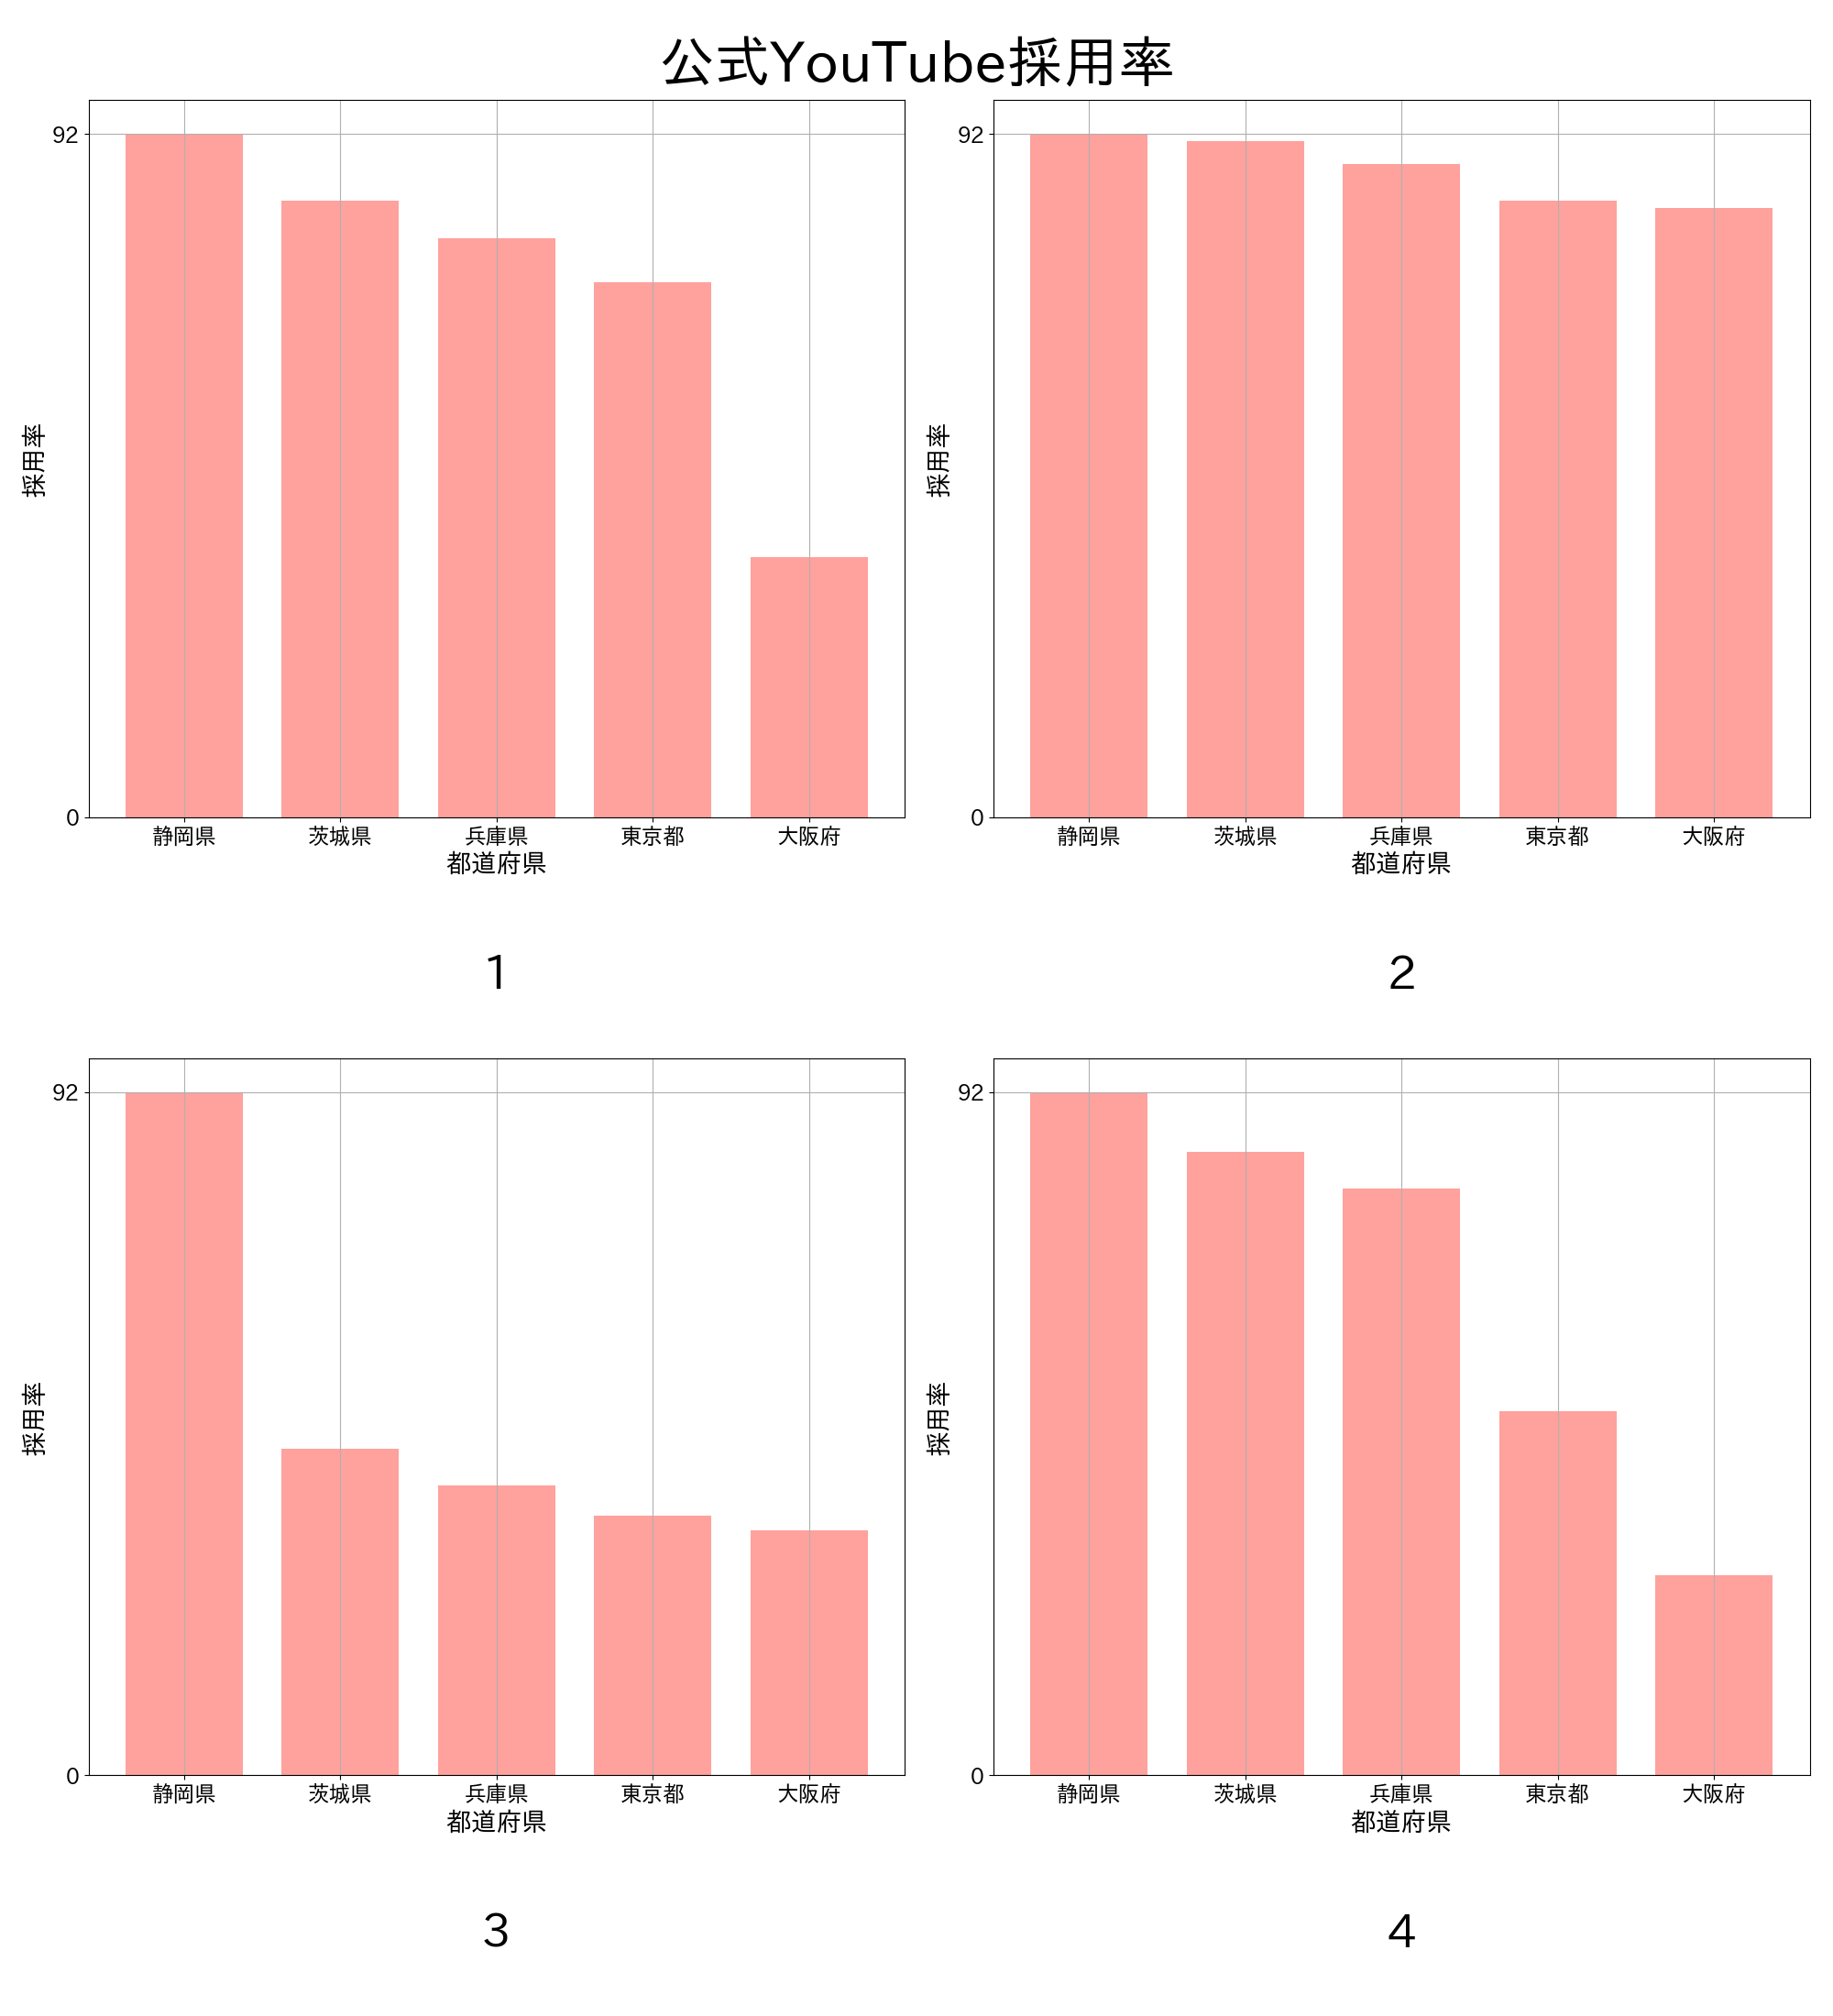 公式YouTube採用率
92
採用率
0
静岡県 茨城県 兵庫県 東京都 大阪府
都道府県
1
92
採用率
0
静岡県 茨城県 兵庫県 東京都 大阪府
都道府県
2
92
採用率
0
静岡県 茨城県 兵庫県 東京都 大阪府
都道府県
3
92
採用率
0
静岡県 茨城県 兵庫県 東京都 大阪府
都道府県
4